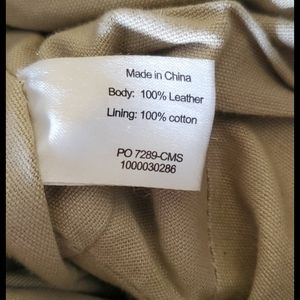 Made in China
Body: 100% Leather
Lining: 100% cotton
PO 7289-CMS
1000030286